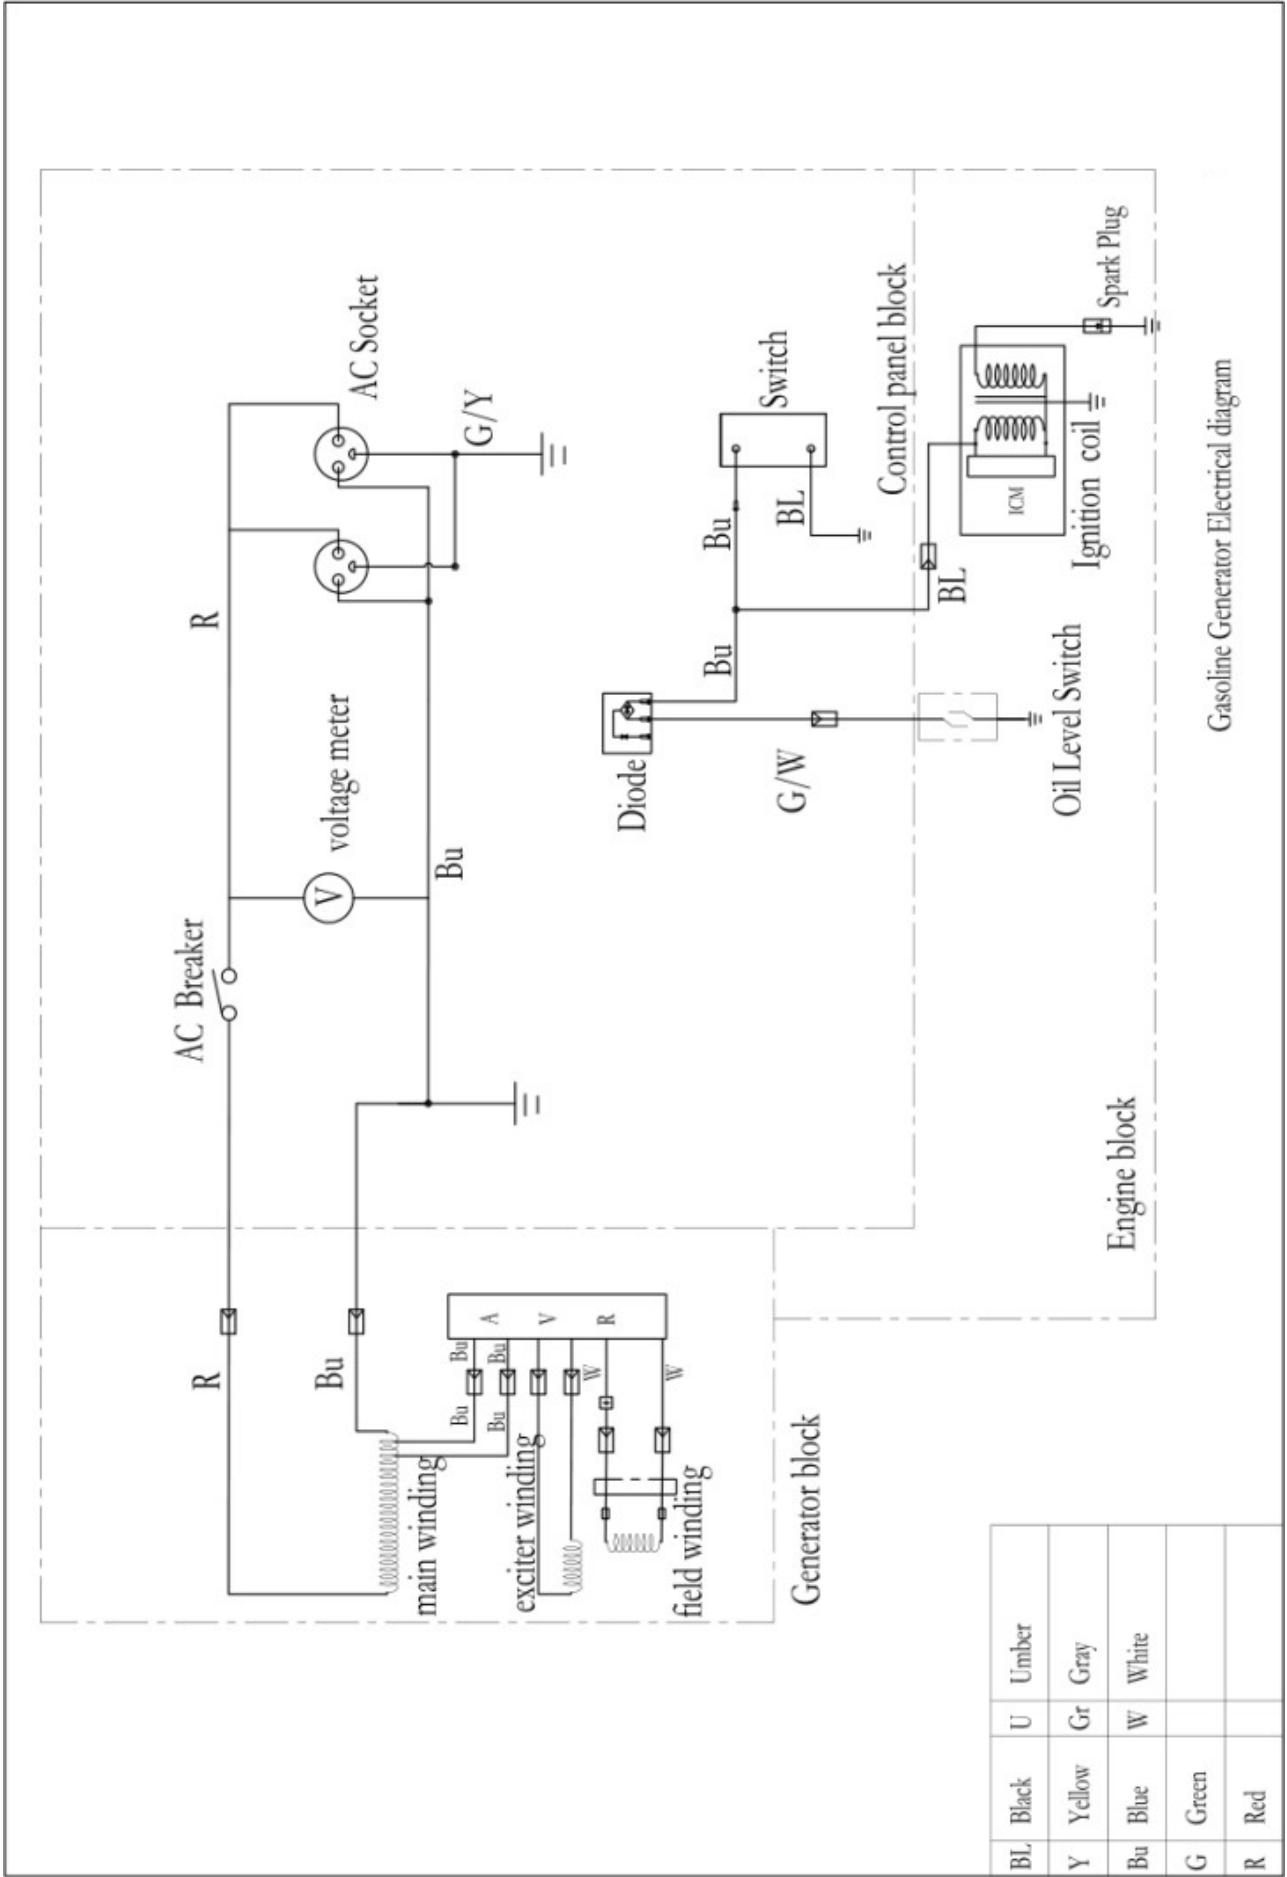 AC Breaker
R
AC Socket
voltage meter
V
G/Y
Bu
R
Bu
Bu
Bu
Bu
Bu
A
V
R
W
W
main winding
exciter winding
field winding
Generator block
Diode
Bu
Bu
Switch
BL
G/W
Control panel block
BL
ICM
Ignition coil
Spark Plug
Oil Level Switch
Engine block
Gasoline Generator Electrical diagram
BL Black U Umber
Y Yellow Gr Gray
Bu Blue W White
G Green
R Red